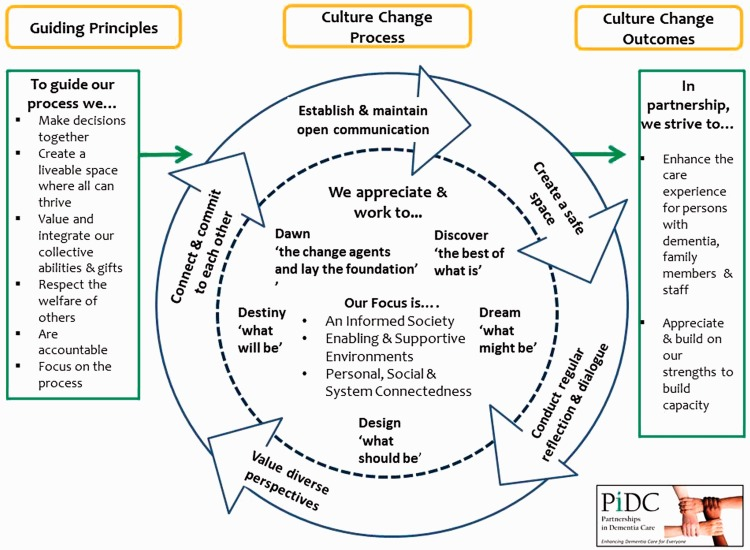 Guiding Principles
Culture Change
Process
Culture Change
Outcomes
To guide our
process we...
▪ Make decisions
together
▪ Create a
liveable space
where all can
thrive
▪ Value and
integrate our
collective
abilities & gifts
▪ Respect the
welfare of
others
▪ Are
accountable
▪ Focus on the
process
Establish & maintain
open communication
Create a safe
space
Conduct regular
reflection & dialogue
Value diverse
perspectives
Connect & commit
to each other
We appreciate &
work to...
Dawn
‘the change agents
and lay the foundation’
’
Discover
‘the best of
what is’
Dream
‘what
might be’
Design
‘what
should be’
Destiny
‘what
will be’
Our Focus is....
• An Informed Society
• Enabling & Supportive
Environments
• Personal, Social &
System Connectedness
In
partnership,
we strive to...
▪ Enhance the
care
experience
for persons
with
dementia,
family
members &
staff
▪ Appreciate
& build on
our
strengths to
build
capacity
PiDC
Partnerships
in Dementia Care
Enhancing Dementia Care for Everyone